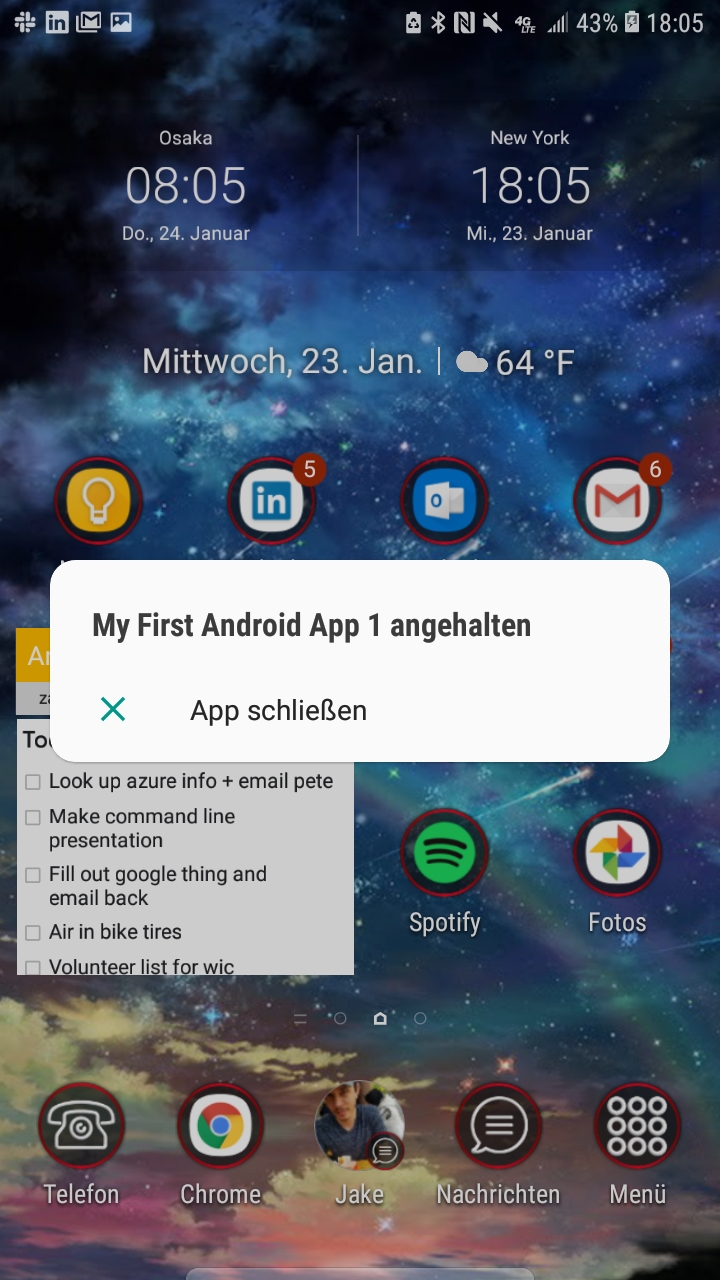 4G
LTE
43%
18:05
Osaka
08:05
Do., 24. Januar
New York
18:05
Mi., 23. Januar
Mittwoch, 23. Jan. | 64 °F
5
6
My First Android App 1 angehalten
App schließen
Look up azure info + email pete
Make command line
presentation
Fill out google thing and
email back
Air in bike tires
Volunteer list for wic
Spotify
Fotos
Telefon
Chrome
Jake
Nachrichten
Menü